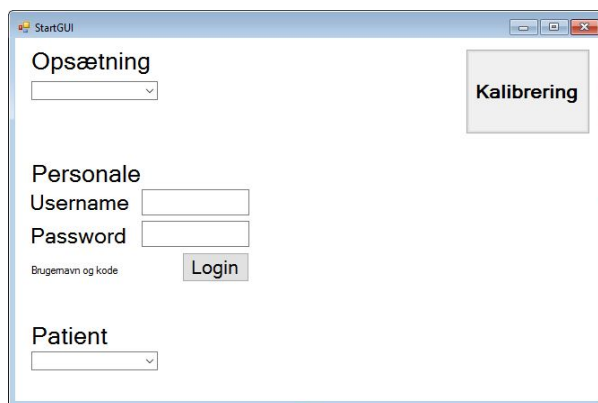 StartGUI
Opsætning
Kalibrering
Personale
Username
Password
Brugernavn og kode
Login
Patient